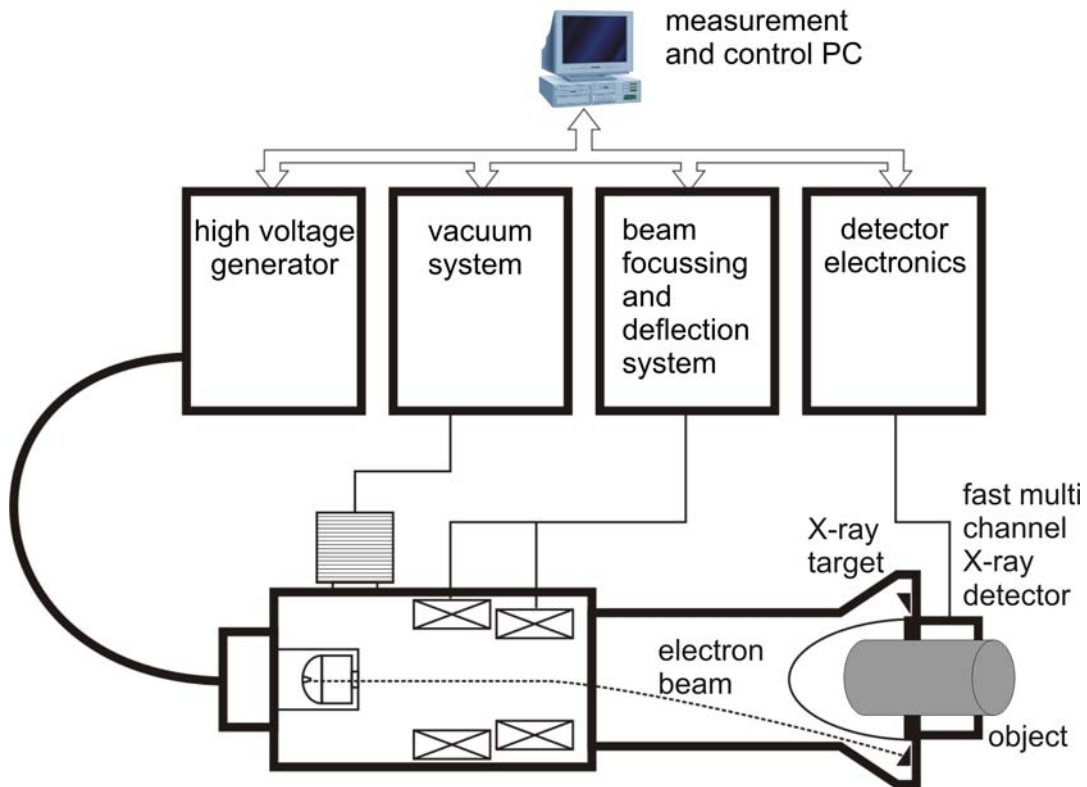 measurement
and control PC
high voltage
generator
vacuum
system
beam
focussing
and
deflection
system
detector
electronics
fast multi
channel
X-ray
detector
X-ray
target
electron
beam
object